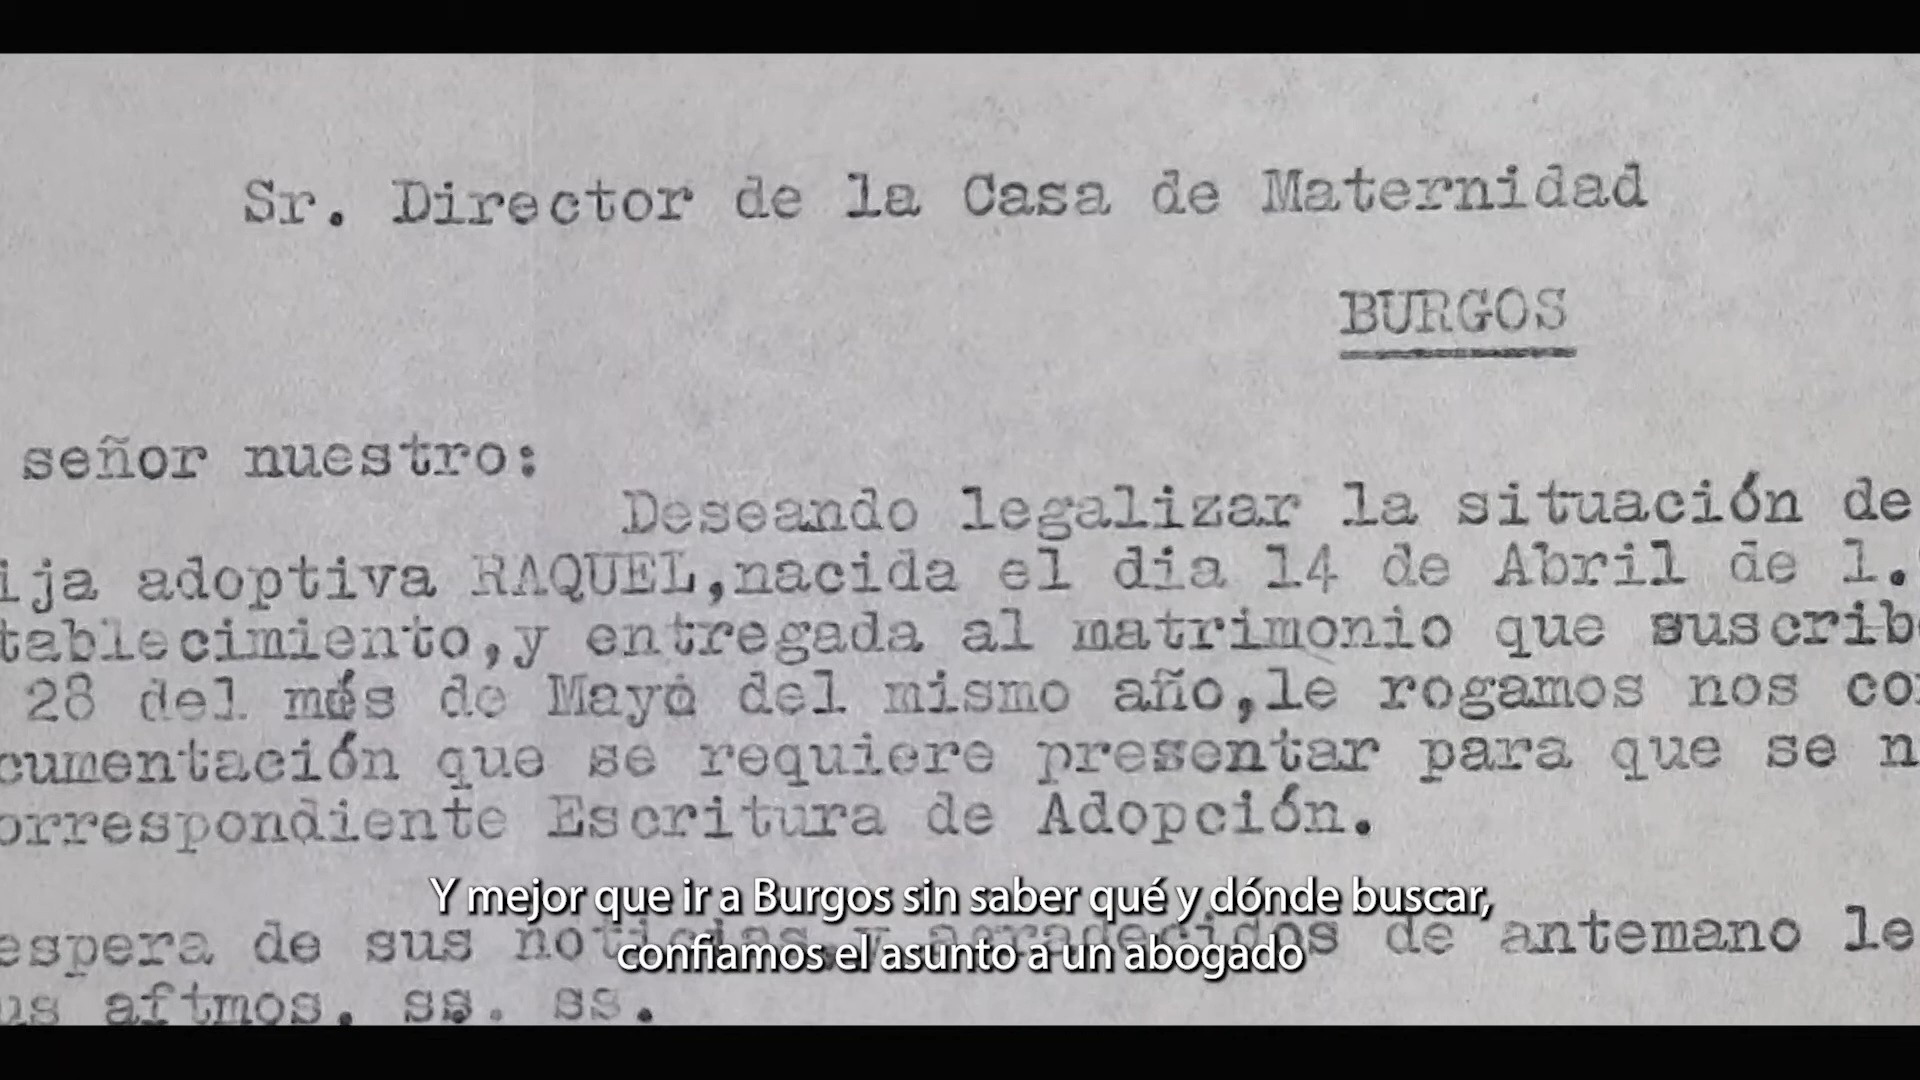 Sr. Director de la Casa de Maternidad
BURGOS
señor nuestro:
Deseando legalizar la situación de
ija adoptiva RAQUEL,nacida el dia 14 de Abril de 1.
tablecimiento,y entregada al matrimonio que suscrib
28 del més de Mayo del mismo año,le rogamos nos co
cumentación que se requiere presentar para que se n
orrespondiente Escritura de Adopción.
espera de sus noticias,y agradecidos de antemano le
us aftmos. ss. ss.
Y mejor que ir a Burgos sin saber qué y dónde buscar,
confiamos el asunto a un abogado